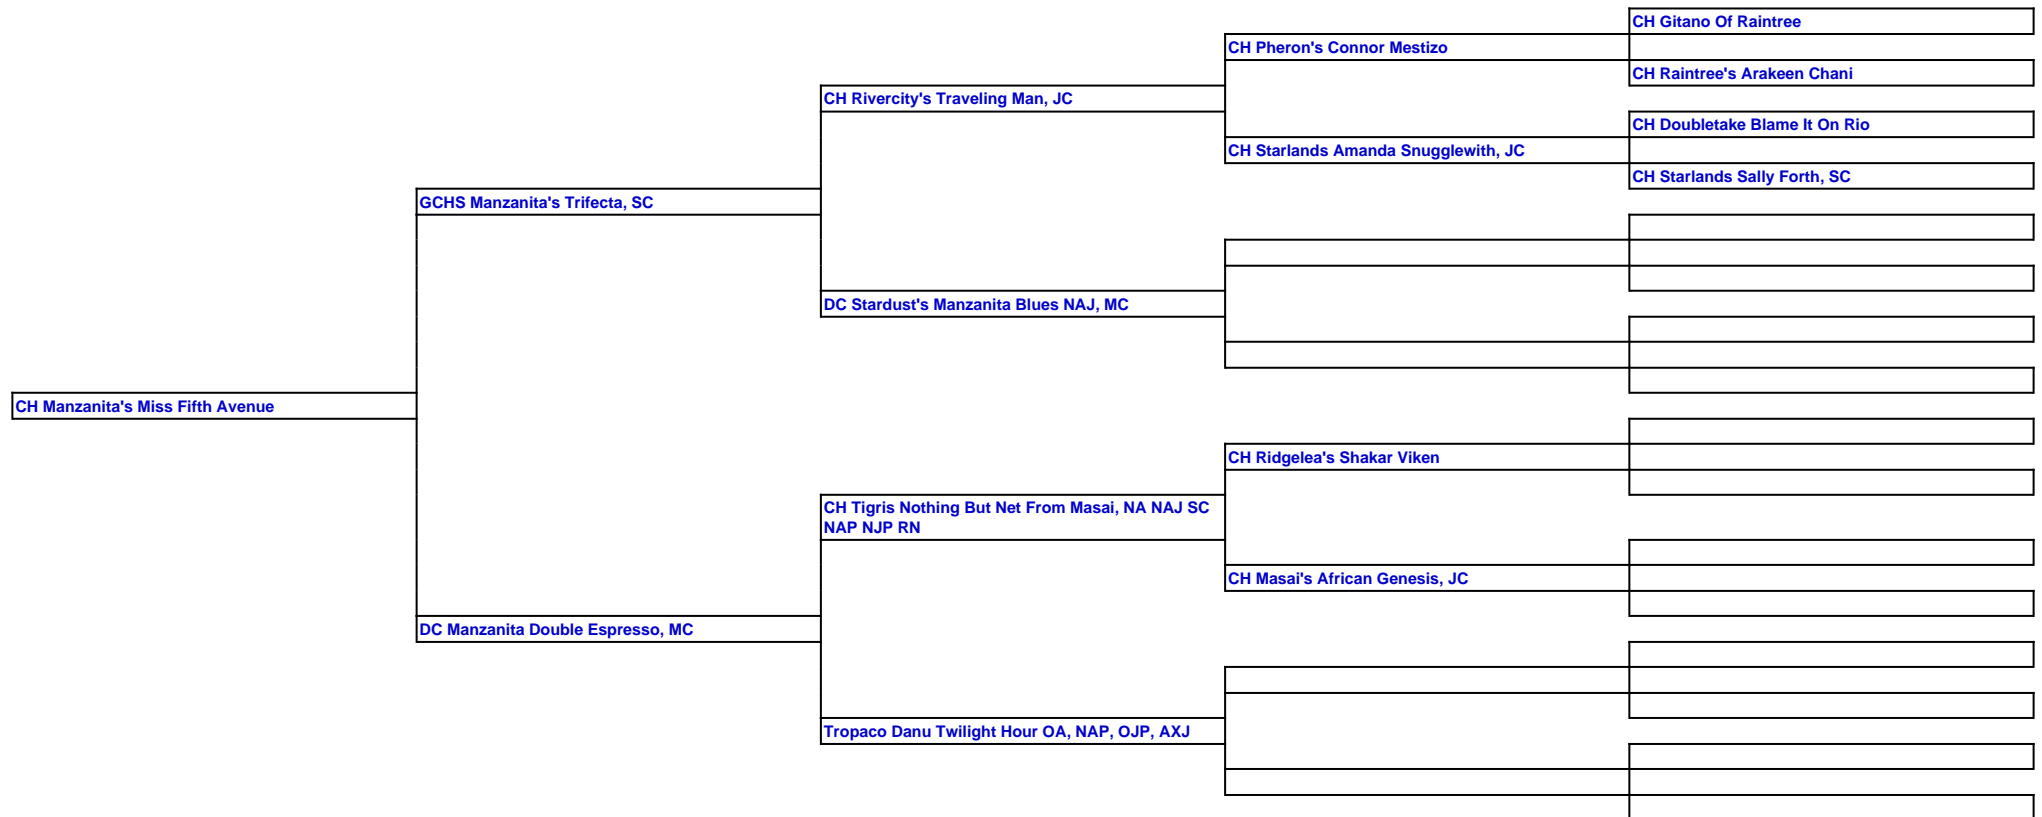 CH Gitano Of Raintree
CH Pheron's Connor Mestizo
CH Raintree's Arakeen Chani
CH Rivercity's Traveling Man, JC
CH Doubletake Blame It On Rio
CH Starlands Amanda Snugglewith, JC
CH Starlands Sally Forth, SC
GCHS Manzanita's Trifecta, SC
DC Stardust's Manzanita Blues NAJ, MC
CH Manzanita's Miss Fifth Avenue
CH Ridgelea's Shakar Viken
CH Tigris Nothing But Net From Masai, NA NAJ SC
NAP NJP RN
CH Masai's African Genesis, JC
DC Manzanita Double Espresso, MC
Tropaco Danu Twilight Hour OA, NAP, OJP, AXJ